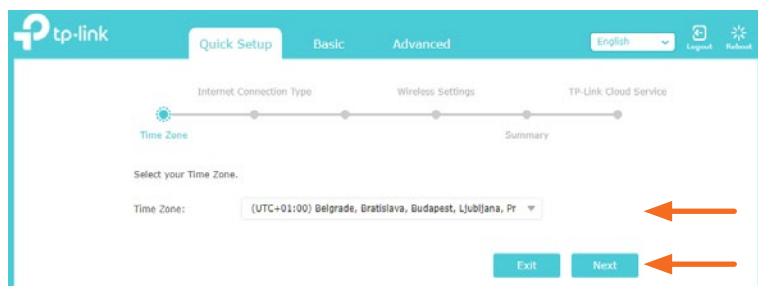 tp-link
Quick Setup Basic Advanced English Logout Reboot
Internet Connection Type Wireless Settings TP-Link Cloud Service
Time Zone Summary
Select your Time Zone.
Time Zone: (UTC+01:00) Belgrade, Bratislava, Budapest, Ljubljana, Pr
Exit Next